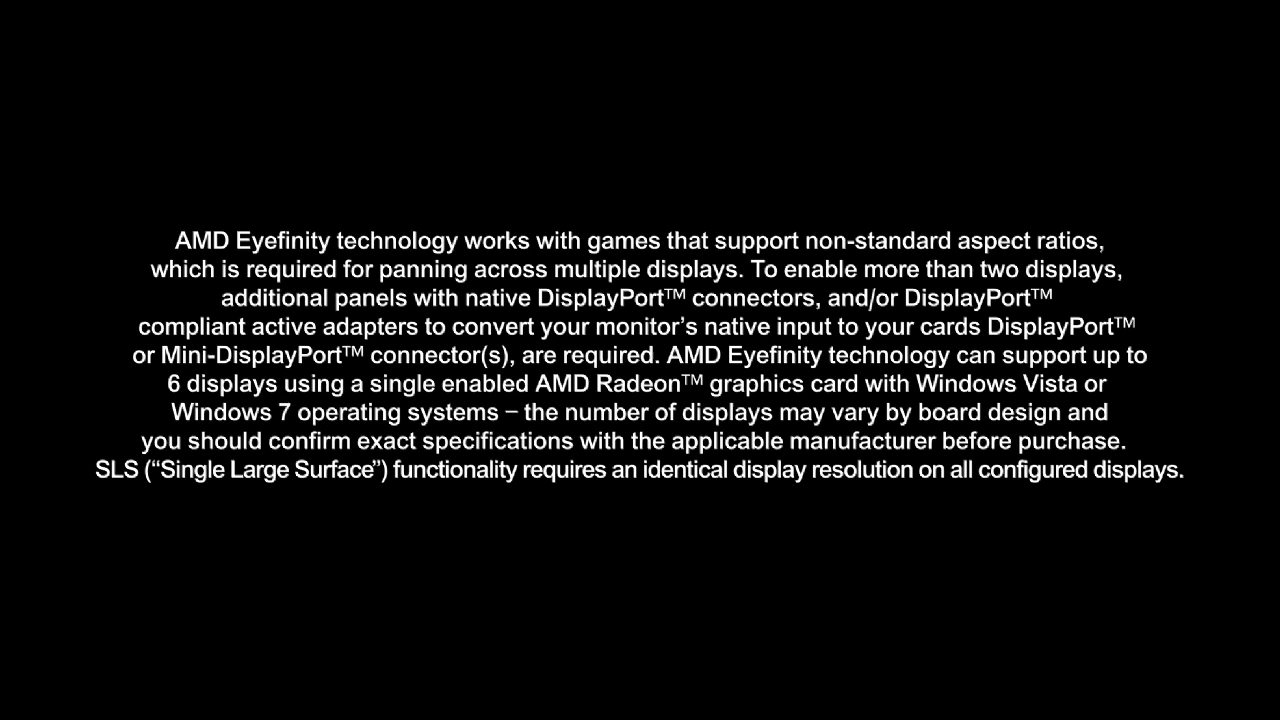 AMD Eyefinity technology works with games that support non-standard aspect ratios,
which is required for panning across multiple displays. To enable more than two displays,
additional panels with native DisplayPort™ connectors, and/or DisplayPort™
compliant active adapters to convert your monitor’s native input to your cards DisplayPort™
or Mini-DisplayPort™ connector(s), are required. AMD Eyefinity technology can support up to
6 displays using a single enabled AMD Radeon™ graphics card with Windows Vista or
Windows 7 operating systems – the number of displays may vary by board design and
you should confirm exact specifications with the applicable manufacturer before purchase.
SLS (“Single Large Surface”) functionality requires an identical display resolution on all configured displays.